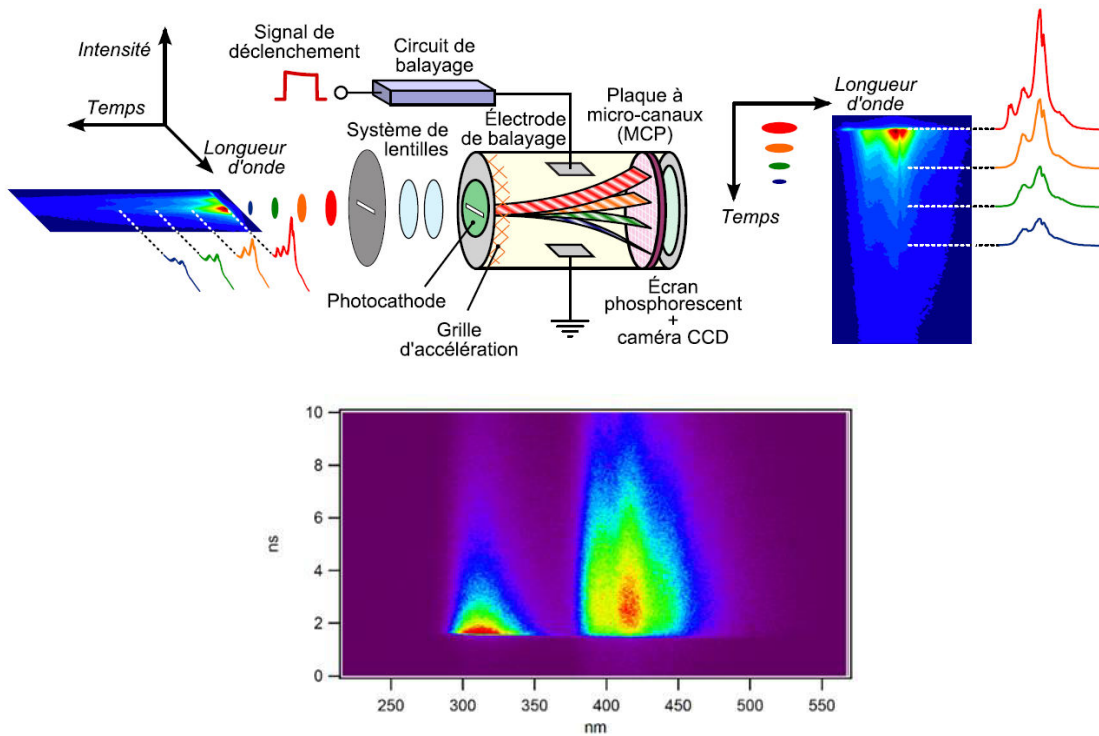 Intensité
Temps
Longueur
d'onde
Signal de
déclenchement
Circuit de
balayage
Système de
lentilles
Électrode
de balayage
Plaque à
micro-canaux
(MCP)
Photocathode
Grille
d'accélération
Écran
phosphorescent
+
caméra CCD
Longueur
d'onde
Temps
10
8
6
4
2
0
ns
250
300
350
400
450
500
550
nm